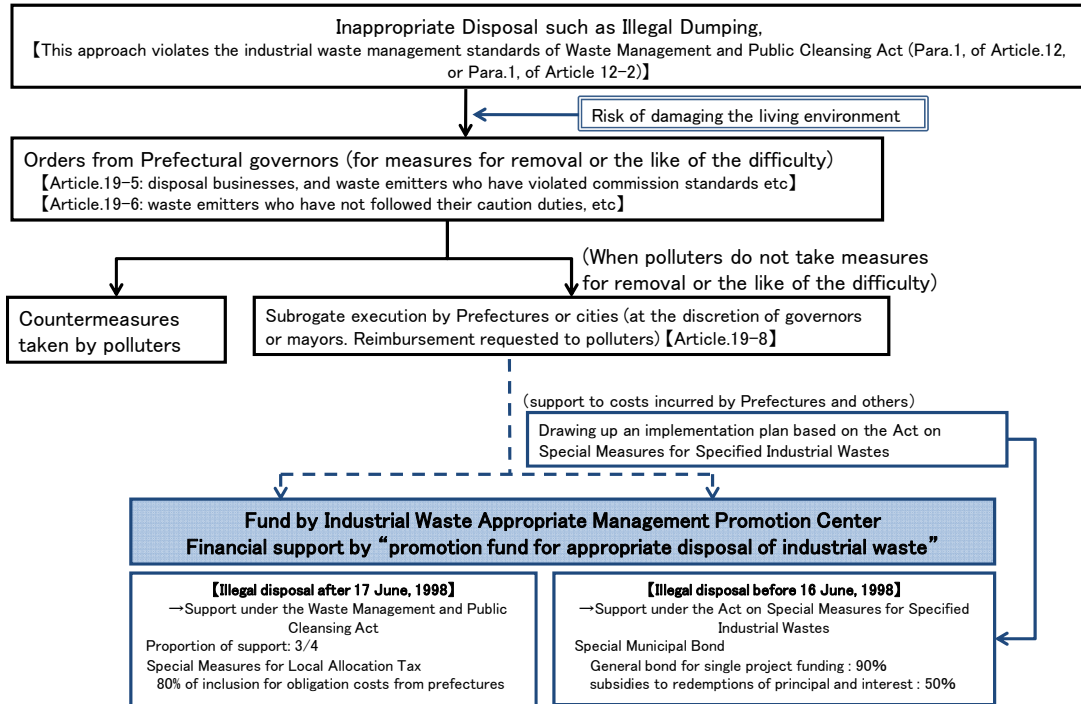 Inappropriate Disposal such as Illegal Dumping,
【This approach violates the industrial waste management standards of Waste Management and Public Cleansing Act (Para.1, of Article.12,
or Para.1, of Article 12-2)】
Risk of damaging the living environment
Orders from Prefectural governors (for measures for removal or the like of the difficulty)
【Article.19-5: disposal businesses, and waste emitters who have violated commission standards etc】
【Article.19-6: waste emitters who have not followed their caution duties, etc】
(When polluters do not take measures
for removal or the like of the difficulty)
Countermeasures
taken by polluters
Subrogate execution by Prefectures or cities (at the discretion of governors
or mayors. Reimbursement requested to polluters)【Article.19-8】
(support to costs incurred by Prefectures and others)
Drawing up an implementation plan based on the Act on
Special Measures for Specified Industrial Wastes
Fund by Industrial Waste Appropriate Management Promotion Center
Financial support by “promotion fund for appropriate disposal of industrial waste”
【Illegal disposal after 17 June, 1998】
→Support under the Waste Management and Public
Cleansing Act
Proportion of support: 3/4
Special Measures for Local Allocation Tax
80% of inclusion for obligation costs from prefectures
【Illegal disposal before 16 June, 1998】
→Support under the Act on Special Measures for Specified
Industrial Wastes
Special Municipal Bond
General bond for single project funding : 90%
subsidies to redemptions of principal and interest : 50%